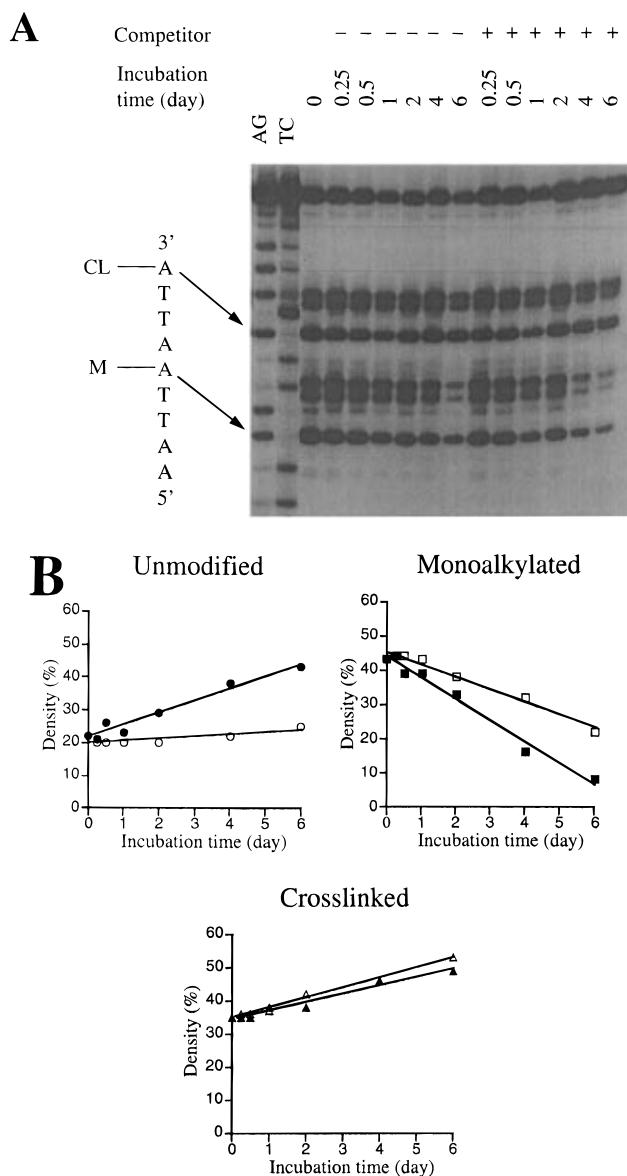 A
Competitor – – – – – – + + + + + +
Incubation time (day)
0 0.25 0.5 1 2 4 6 0.25 0.5 1 2 4 6
AG TC
3'
CL A
T
T
A
M A
T
T
A
A
5'
B
Unmodified
Density (%)
60
50
40
30
20
10
0
0 1 2 3 4 5 6
Incubation time (day)
Monoalkylated
Density (%)
60
50
40
30
20
10
0
0 1 2 3 4 5 6
Incubation time (day)
Crosslinked
Density (%)
60
50
40
30
20
10
0
0 1 2 3 4 5 6
Incubation time (day)